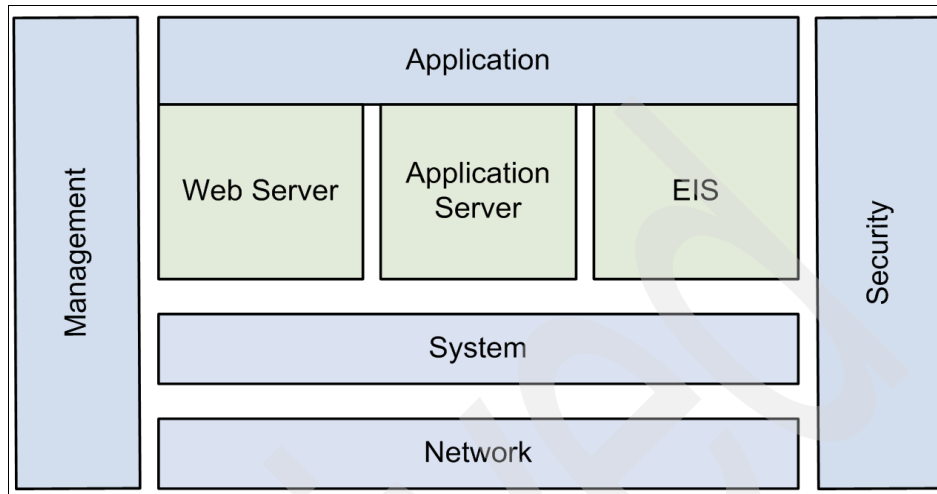 Application
Management
Web Server
Application
Server
EIS
Security
System
Network